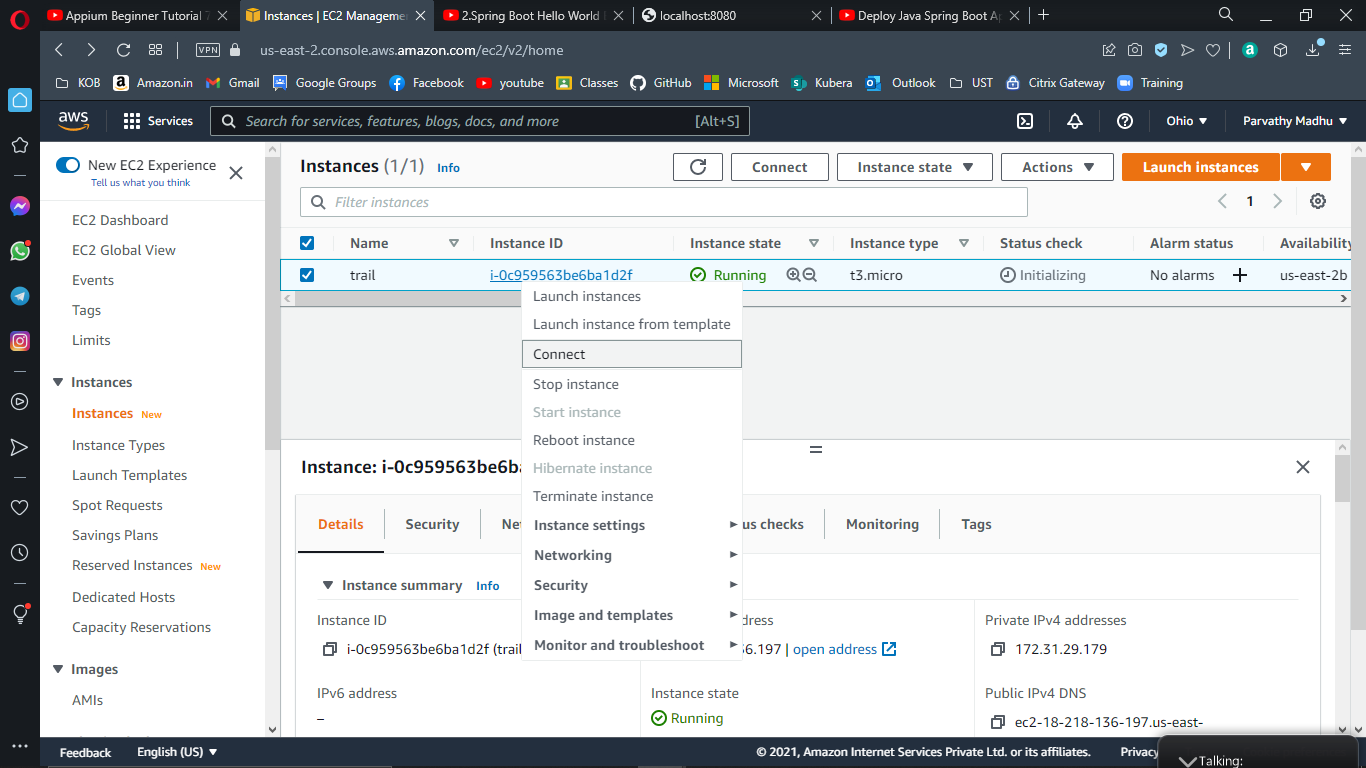 Appium Beginner Tutorial 7
Instances | EC2 Manageme
2.Spring Boot Hello World
localhost:8080
Deploy Java Spring Boot A
VPN
us-east-2.console.aws.amazon.com/ec2/v2/home
KOB
Amazon.in
Gmail
Google Groups
Facebook
youtube
Classes
GitHub
Microsoft
Kubera
Outlook
UST
Citrix Gateway
Training
aws
Services
Search for services, features, blogs, docs, and more
[Alt+S]
Ohio
Parvathy Madhu
New EC2 Experience
Tell us what you think
EC2 Dashboard
EC2 Global View
Events
Tags
Limits
Instances
Instances New
Instance Types
Launch Templates
Spot Requests
Savings Plans
Reserved Instances New
Dedicated Hosts
Capacity Reservations
Images
AMIs
Instances (1/1) Info
Connect
Instance state
Actions
Launch instances
Filter instances
1
Name
Instance ID
Instance state
Instance type
Status check
Alarm status
Availability
trail
i-0c959563be6ba1d2f
Running
t3.micro
Initializing
No alarms
us-east-2b
Launch instances
Launch instance from template
Connect
Stop instance
Start instance
Reboot instance
Hibernate instance
Terminate instance
Instance settings
Networking
Security
Image and templates
Monitor and troubleshoot
Instance: i-0c959563be6ba
Details
Security
Net
us checks
Monitoring
Tags
Instance summary Info
Instance ID
i-0c959563be6ba1d2f (trail
dress
6.197 | open address
Private IPv4 addresses
172.31.29.179
IPv6 address
–
Instance state
Running
Public IPv4 DNS
ec2-18-218-136-197.us-east-
Feedback
English (US)
© 2021, Amazon Internet Services Private Ltd. or its affiliates.
Privacy
Talking: